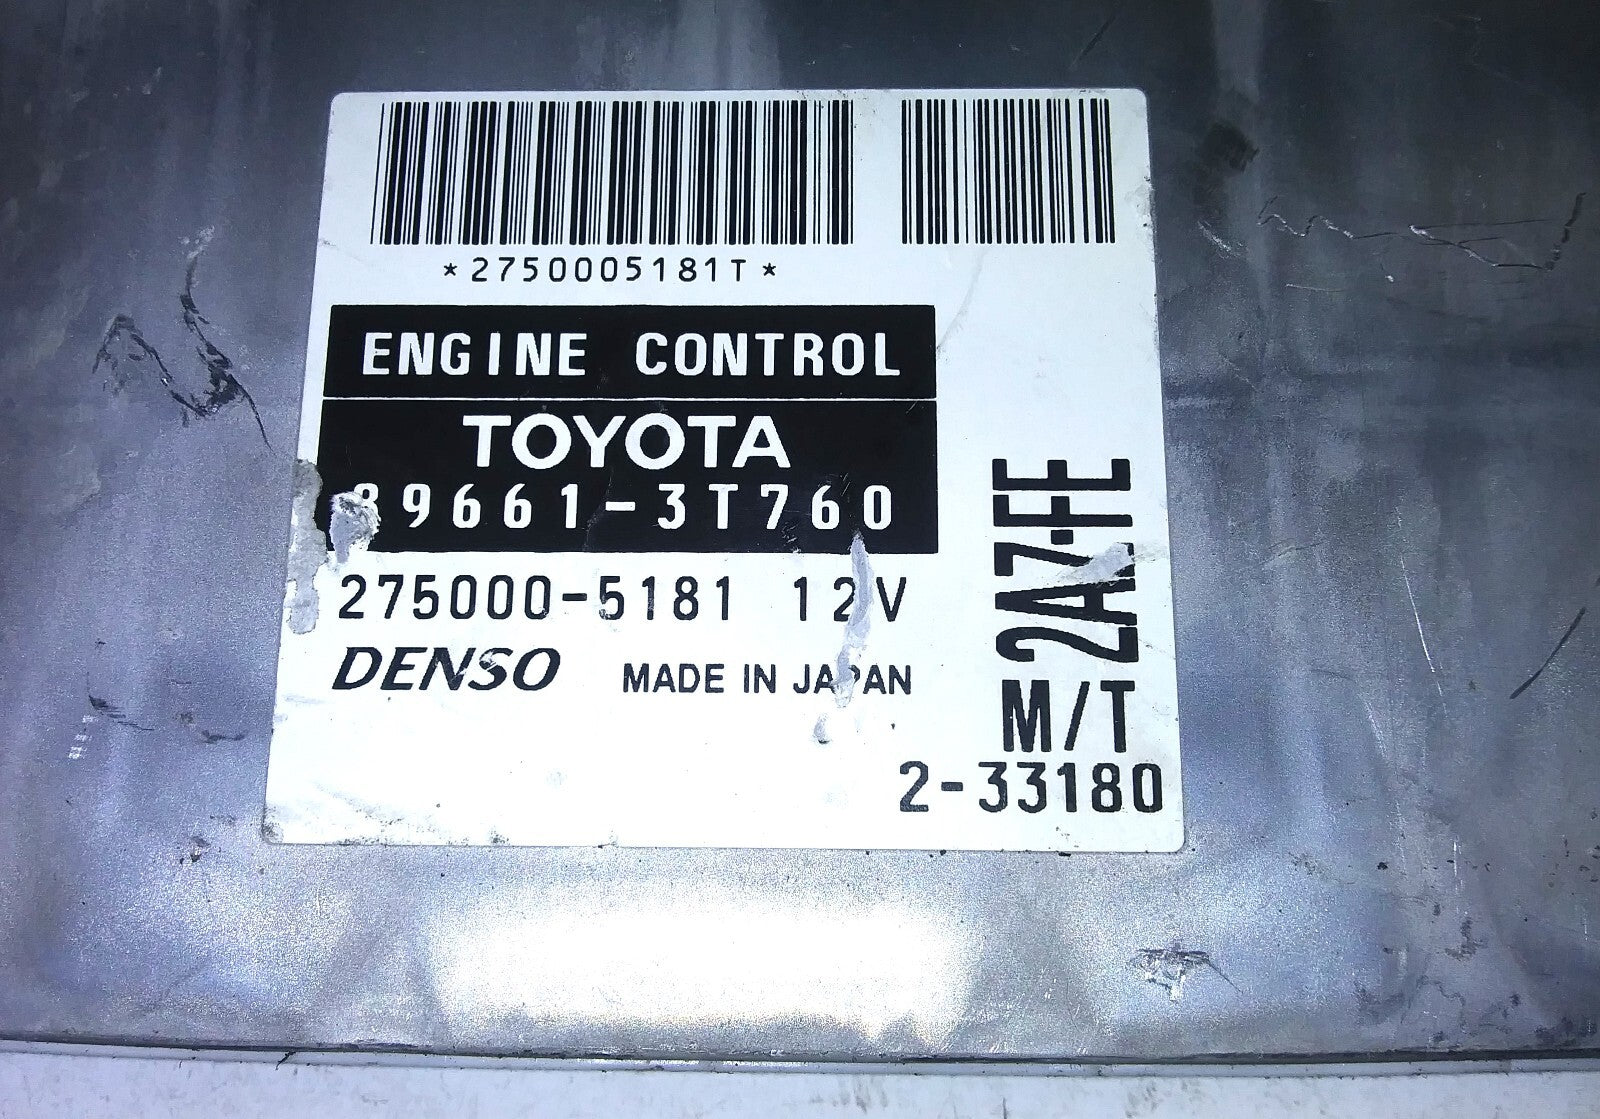 *2750005181T*
ENGINE CONTROL
TOYOTA
89661-3T760
275000-5181 12V
DENSO MADE IN JAPAN
2AZ-FE
M/T
2-33180